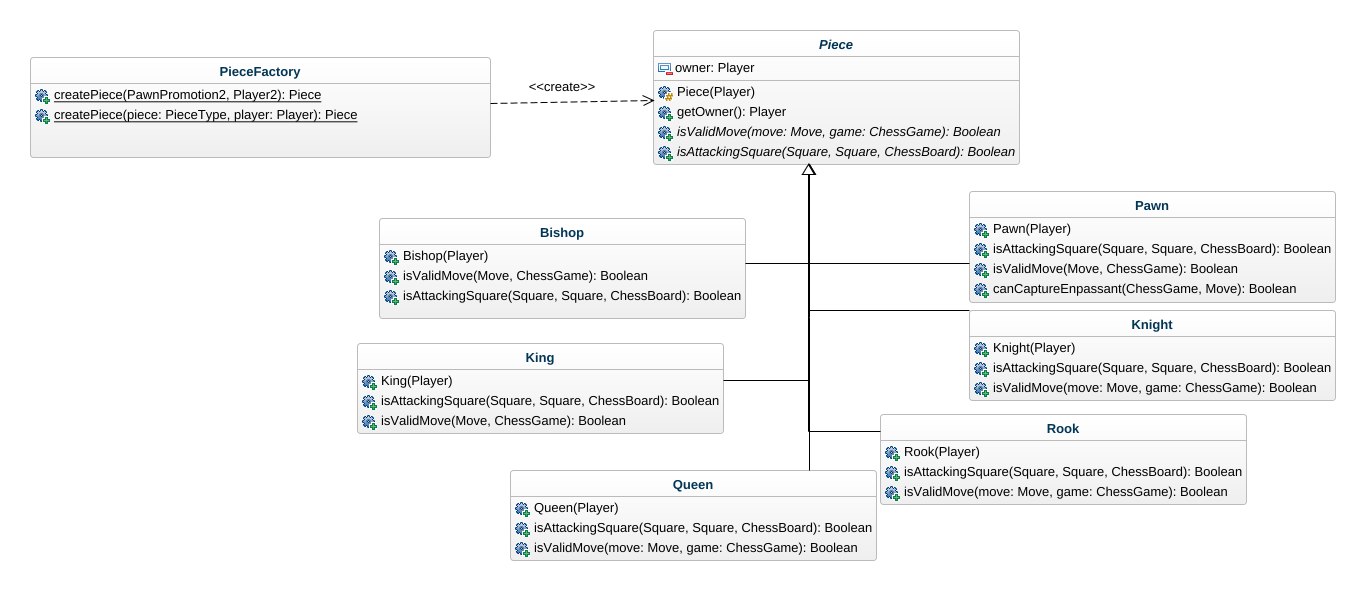 PieceFactory
createPiece(PawnPromotion2, Player2): Piece
createPiece(piece: PieceType, player: Player): Piece
<<create>>
Piece
owner: Player
Piece(Player)
getOwner(): Player
isValidMove(move: Move, game: ChessGame): Boolean
isAttackingSquare(Square, Square, ChessBoard): Boolean
Bishop
Bishop(Player)
isValidMove(Move, ChessGame): Boolean
isAttackingSquare(Square, Square, ChessBoard): Boolean
Pawn
Pawn(Player)
isAttackingSquare(Square, Square, ChessBoard): Boolean
isValidMove(Move, ChessGame): Boolean
canCaptureEnpassant(ChessGame, Move): Boolean
Knight
Knight(Player)
isAttackingSquare(Square, Square, ChessBoard): Boolean
isValidMove(move: Move, game: ChessGame): Boolean
King
King(Player)
isAttackingSquare(Square, Square, ChessBoard): Boolean
isValidMove(Move, ChessGame): Boolean
Rook
Rook(Player)
isAttackingSquare(Square, Square, ChessBoard): Boolean
isValidMove(move: Move, game: ChessGame): Boolean
Queen
Queen(Player)
isAttackingSquare(Square, Square, ChessBoard): Boolean
isValidMove(move: Move, game: ChessGame): Boolean